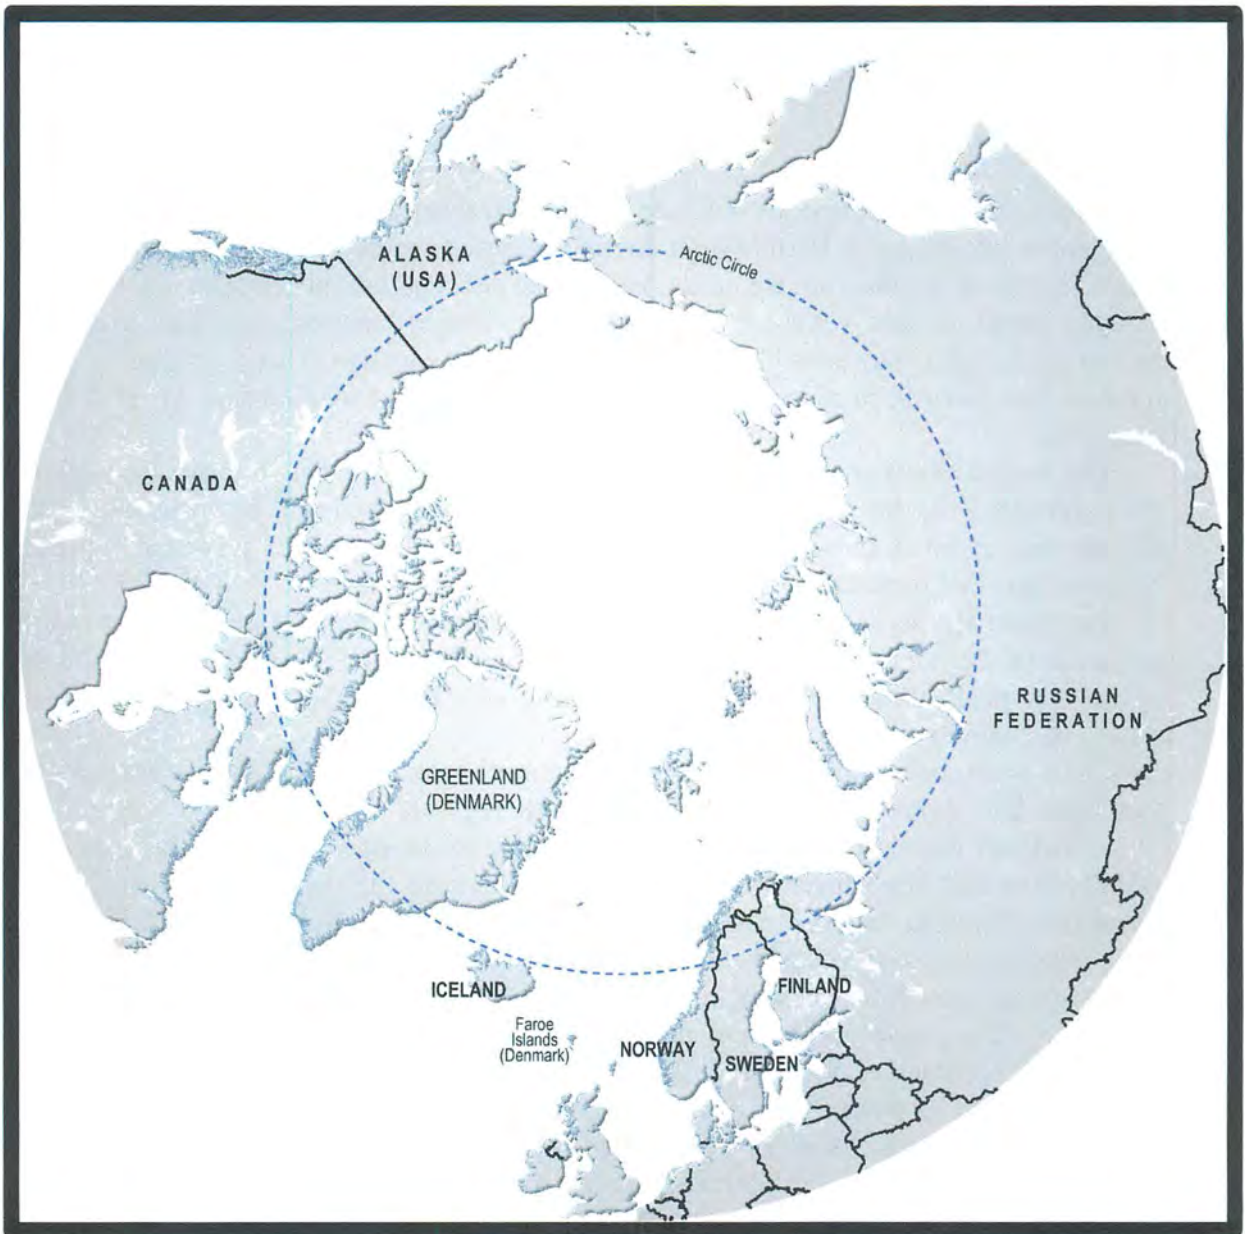 ALASKA
(USA)
Arctic Circle
CANADA
RUSSIAN
FEDERATION
GREENLAND
(DENMARK)
ICELAND
FINLAND
Faroe
Islands
(Denmark)
NORWAY
SWEDEN